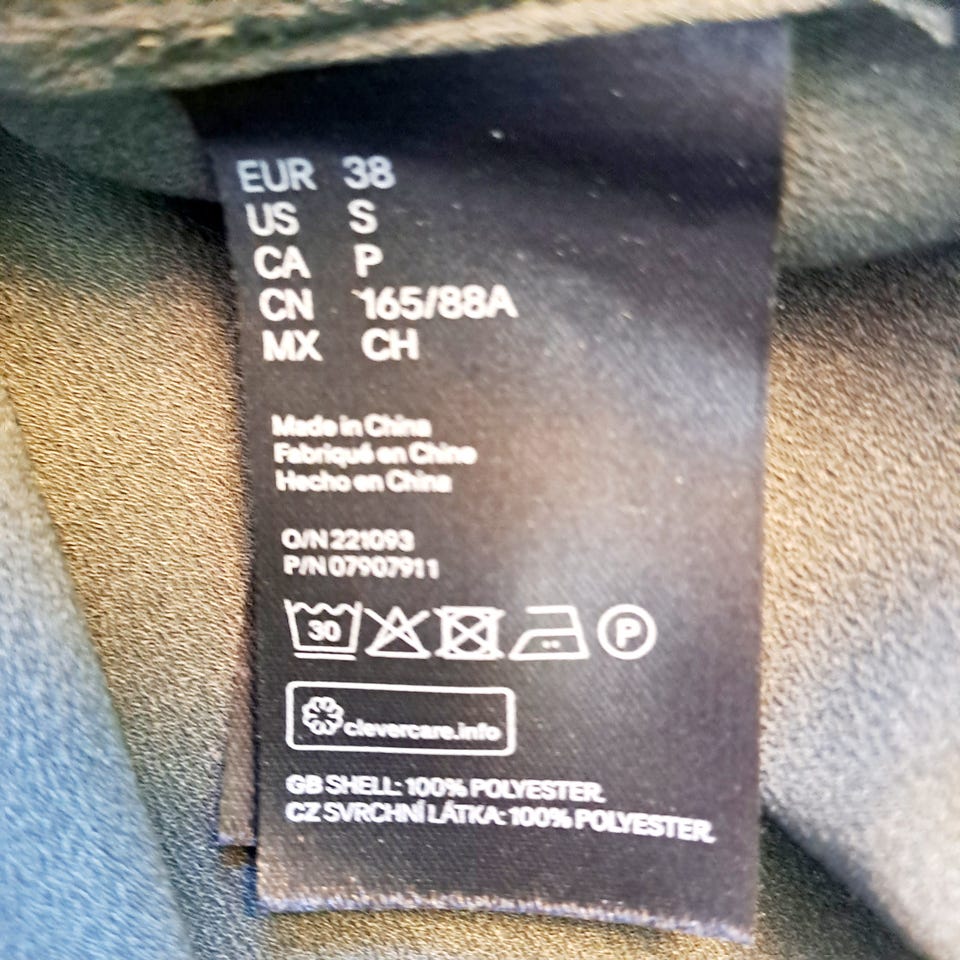 EUR 38
US S
CA P
CN 165/88A
MX CH
Made in China
Fabriqué en Chine
Hecho en China
O/N 221093
P/N 07907911
30 P
clevercare.info
GB SHELL: 100% POLYESTER.
CZ SVRCHNÍ LÁTKA: 100% POLYESTER.